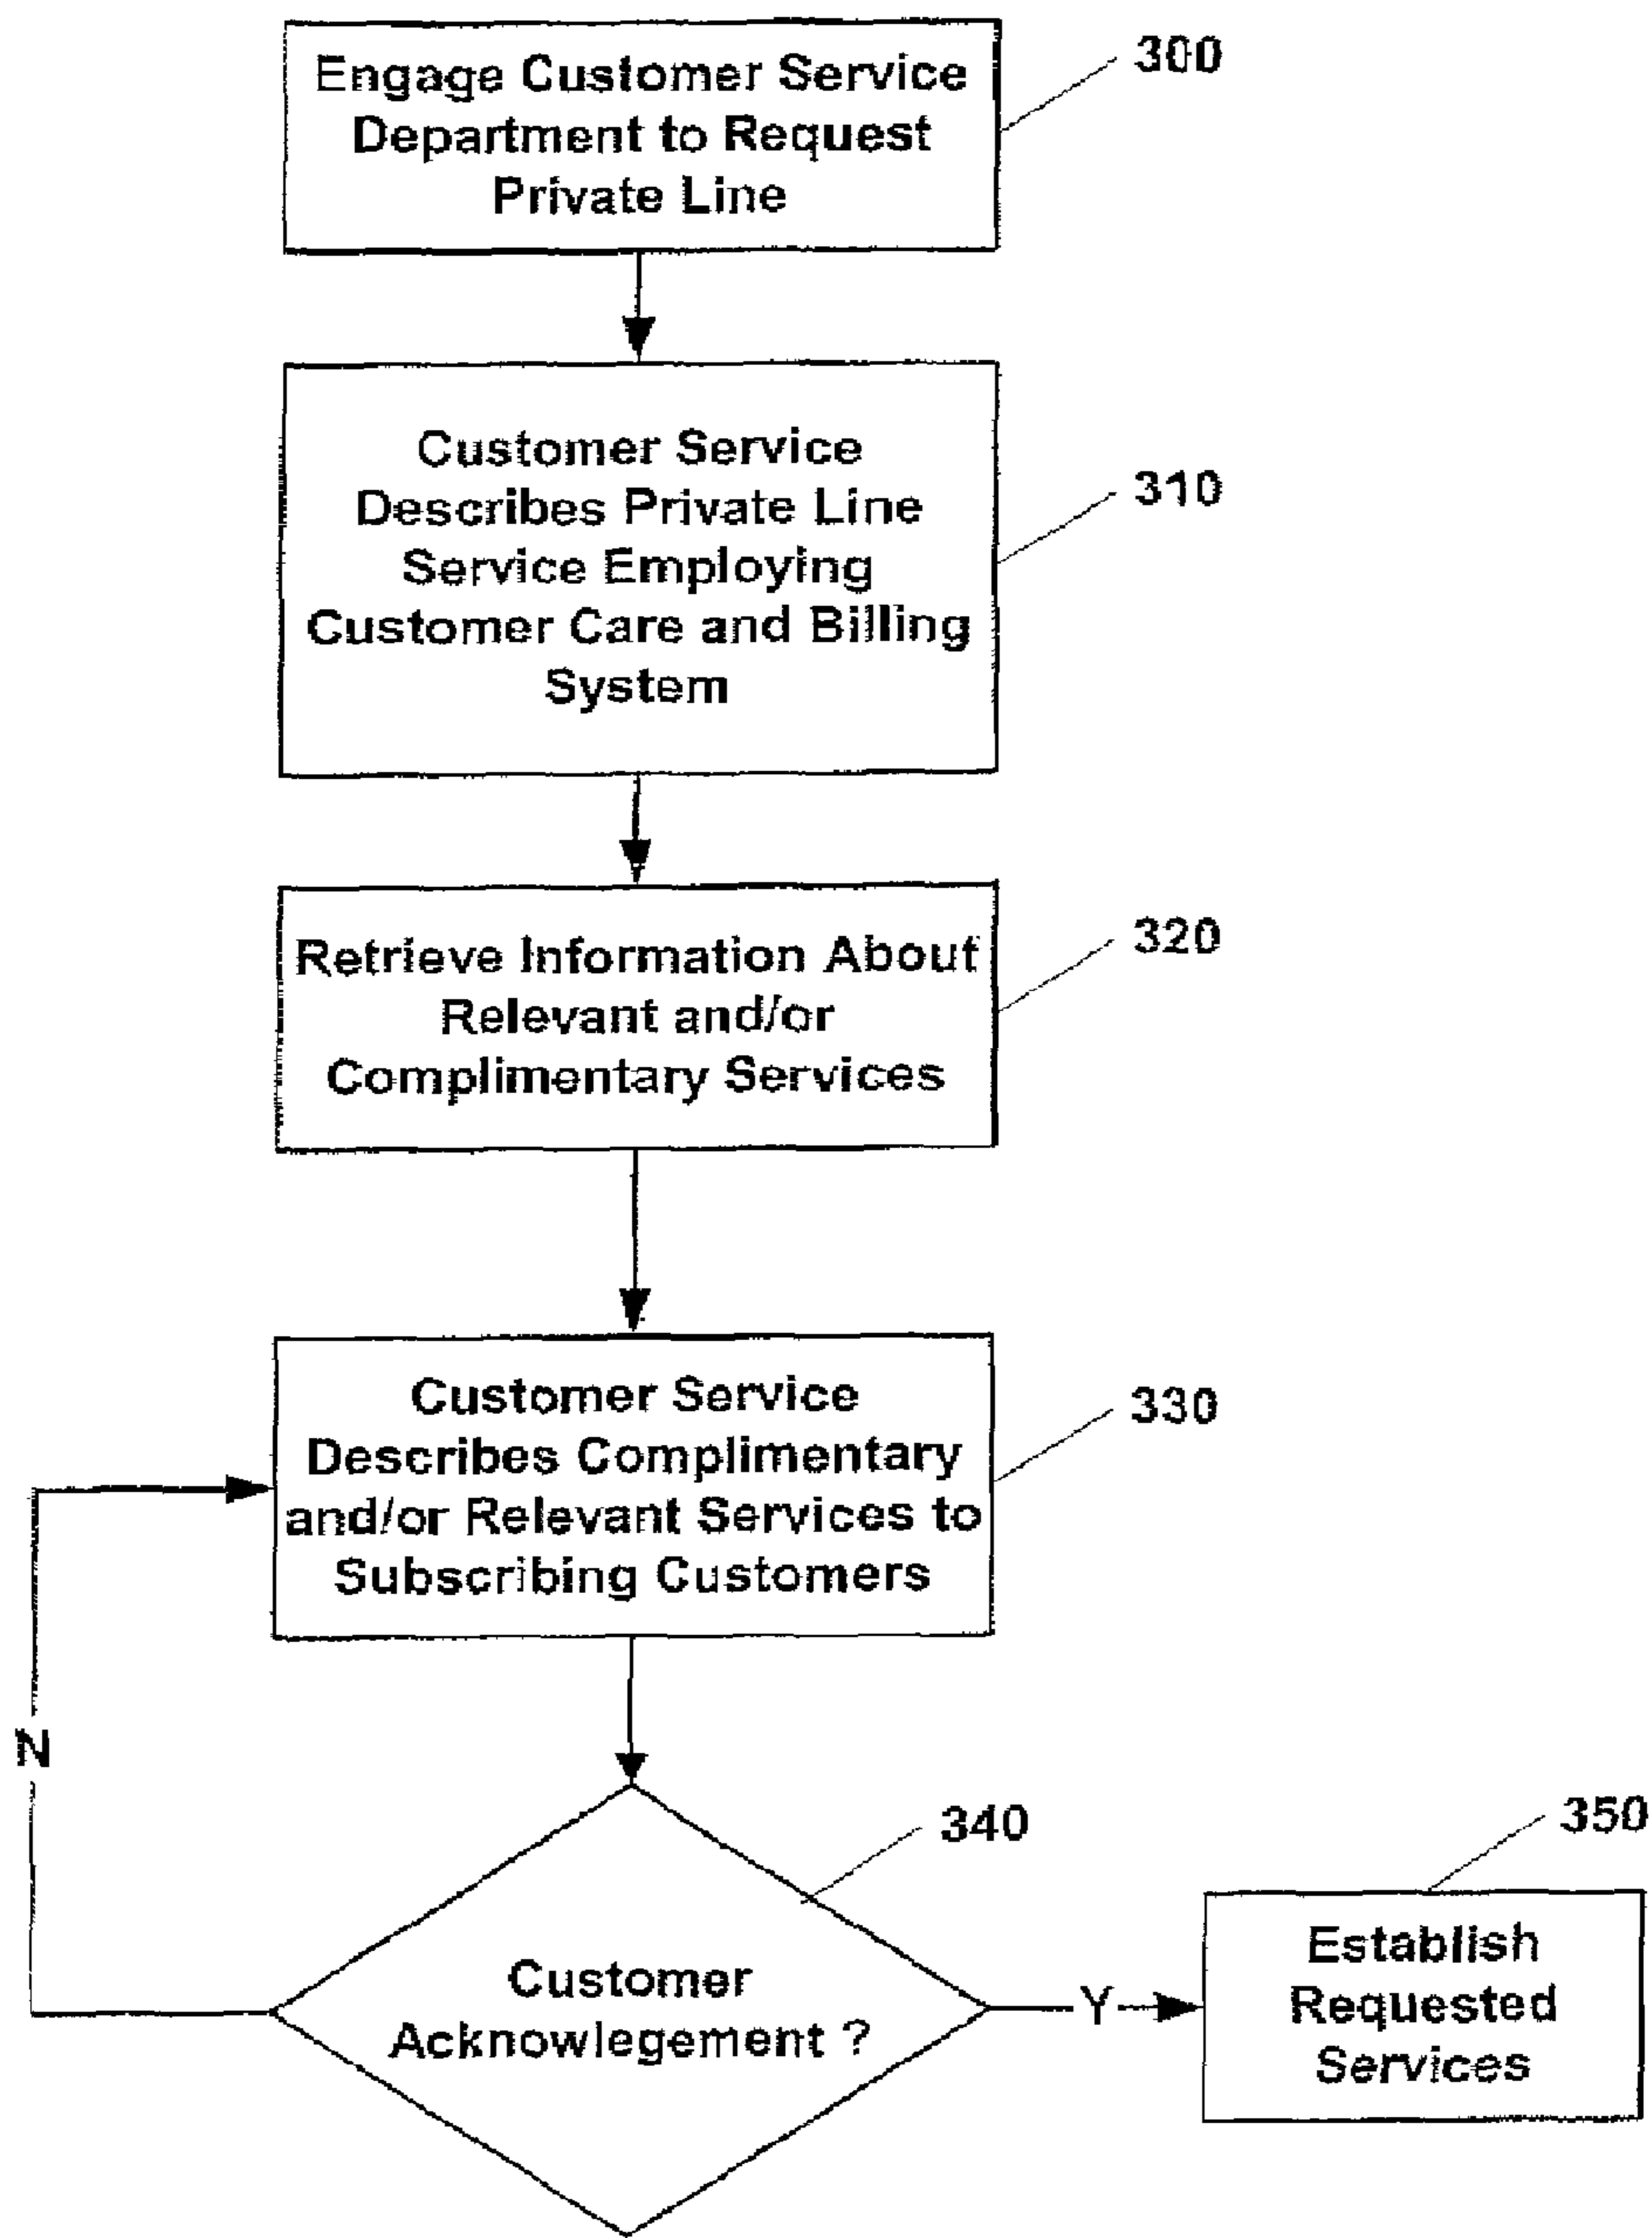 Engage Customer Service
Department to Request
Private Line
300
Customer Service
Describes Private Line
Service Employing
Customer Care and Billing
System
310
Retrieve Information About
Relevant and/or
Complimentary Services
320
Customer Service
Describes Complimentary
and/or Relevant Services to
Subscribing Customers
330
N
Customer
Acknowlegement ?
340
Y
350
Establish
Requested
Services